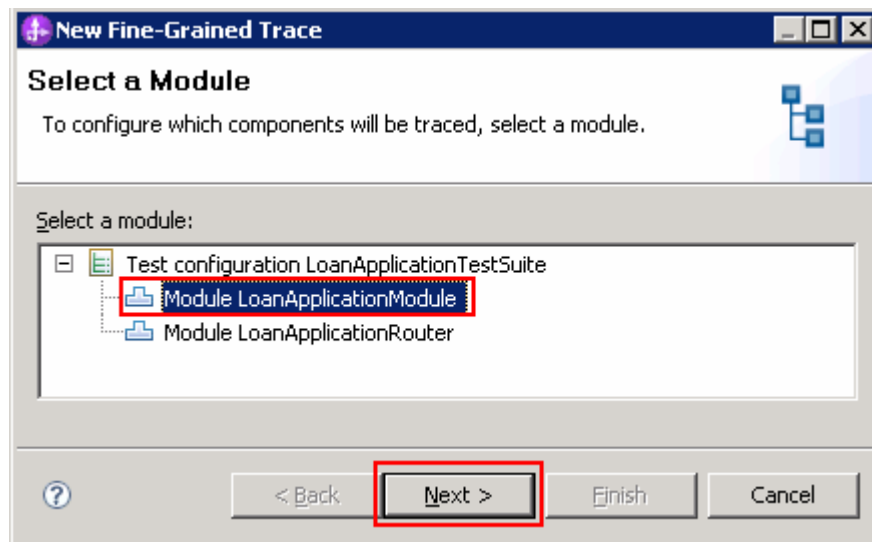 New Fine-Grained Trace
Select a Module
To configure which components will be traced, select a module.
Select a module:
Test configuration LoanApplicationTestSuite
Module LoanApplicationModule
Module LoanApplicationRouter
? < Back Next > Finish Cancel